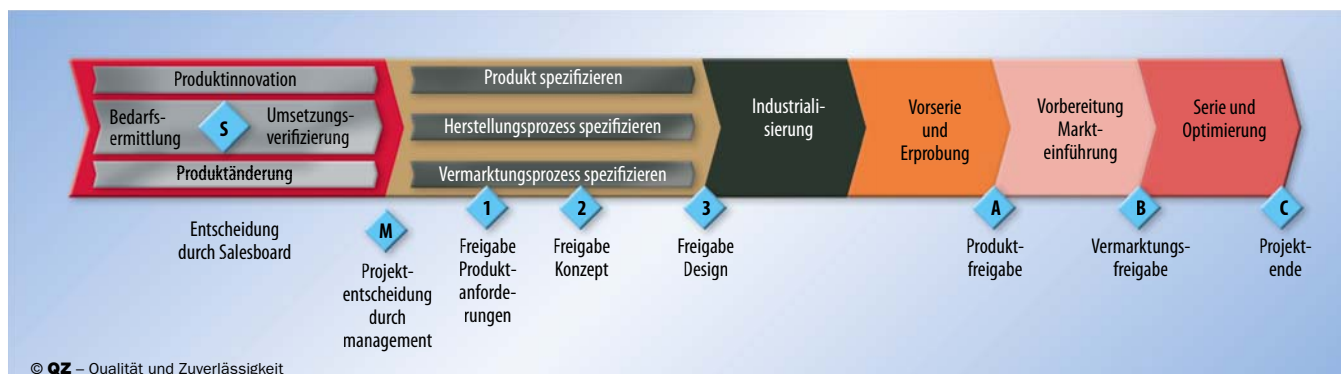 Produktinnovation
Bedarfs-
ermittlung
S
Umsetzungs-
verifizierung
Produktänderung
Entscheidung
durch Salesboard
M
Projekt-
entscheidung
durch
management
Produkt spezifizieren
Herstellungsprozess spezifizieren
Vermarktungsprozess spezifizieren
1
Freigabe
Produkt-
anforde-
rungen
2
Freigabe
Konzept
3
Freigabe
Design
Industriali-
sierung
Vorserie
und
Erprobung
A
Produkt-
freigabe
Vorbereitung
Markt-
einführung
B
Vermarktungs-
freigabe
Serie und
Optimierung
C
Projekt-
ende
© QZ – Qualität und Zuverlässigkeit